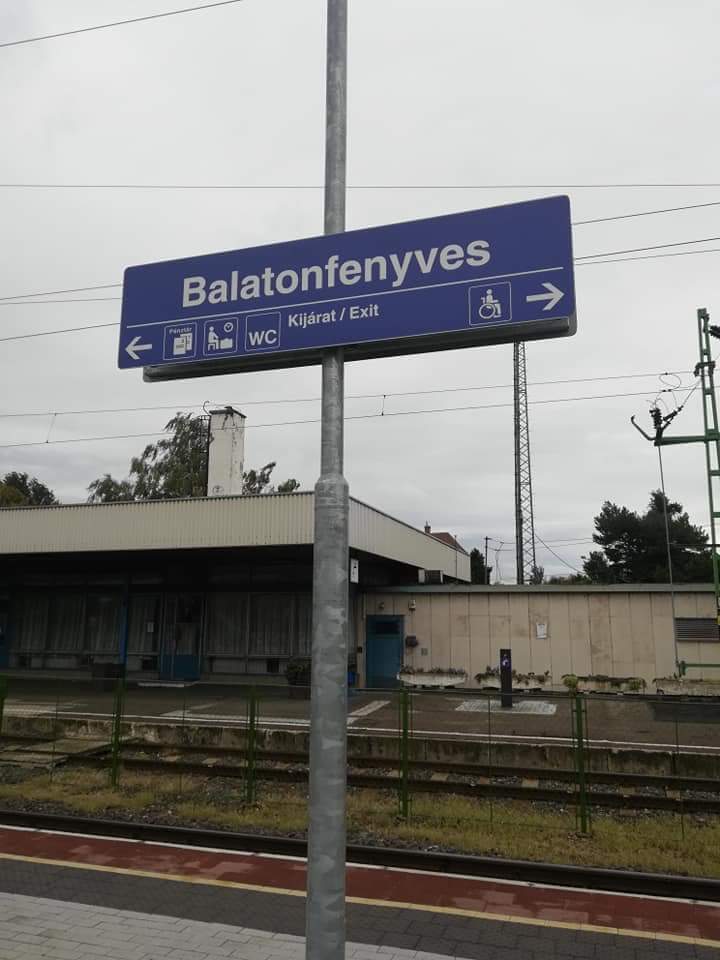 Balatonfenyves
Pénztár
WC
Kijárat / Exit